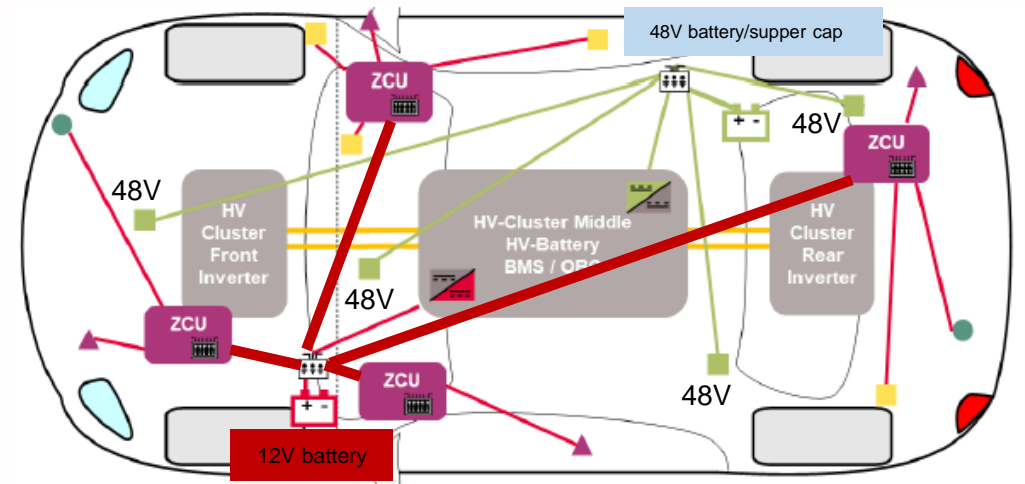 48V battery/supper cap
ZCU
+ -
48V
ZCU
48V
HV
Cluster
Front
Inverter
HV-Cluster Middle
HV-Battery
BMS / OBC
HV
Cluster
Rear
Inverter
48V
ZCU
ZCU
48V
+ -
12V battery